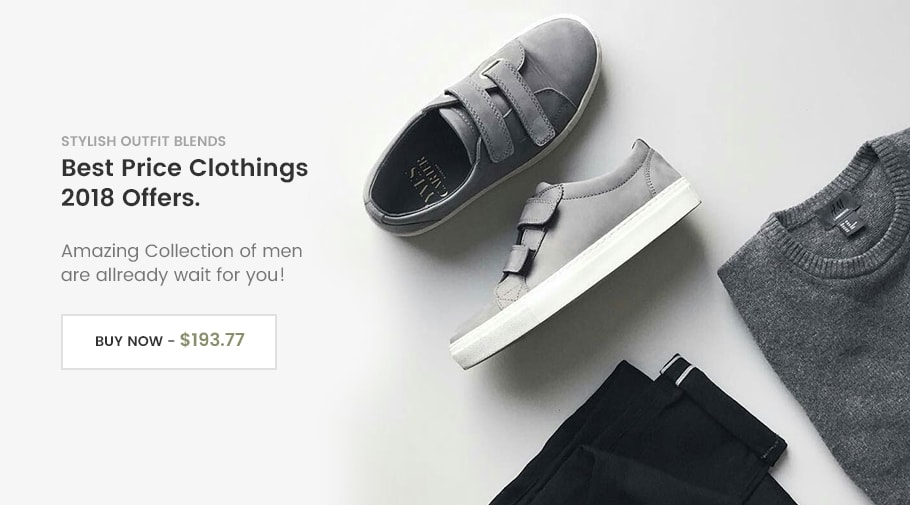 STYLISH OUTFIT BLENDS
Best Price Clothings
2018 Offers.
Amazing Collection of men
are allready wait for you!
BUY NOW - $193.77